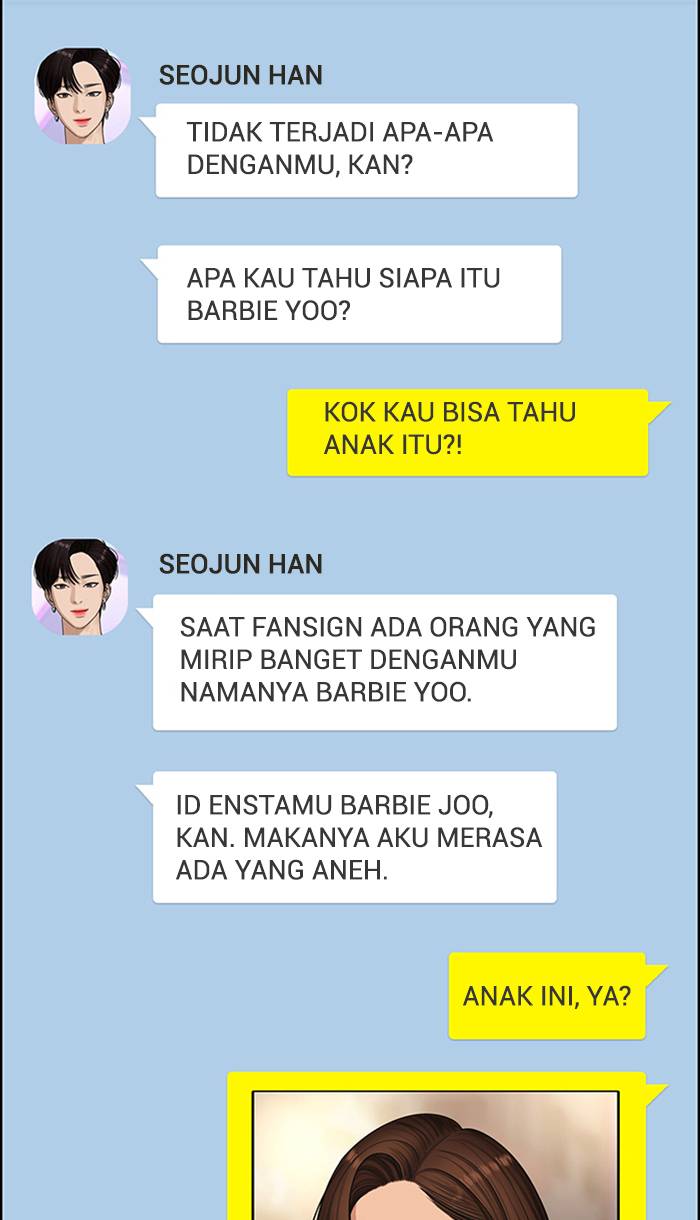 SEOJUN HAN
TIDAK TERJADI APA-APA
DENGANMU, KAN?
APA KAU TAHU SIAPA ITU
BARBIE YOO?
KOK KAU BISA TAHU
ANAK ITU?!
SEOJUN HAN
SAAT FANSIGN ADA ORANG YANG
MIRIP BANGET DENGANMU
NAMANYA BARBIE YOO.
ID ENSTAMU BARBIE JOO,
KAN. MAKANYA AKU MERASA
ADA YANG ANEH.
ANAK INI, YA?